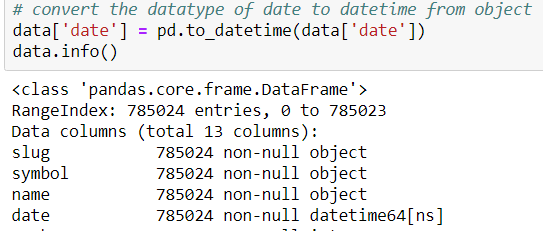 # convert the datatype of date to datetime from object
data['date'] = pd.to_datetime(data['date'])
data.info()
<class 'pandas.core.frame.DataFrame'>
RangeIndex: 785024 entries, 0 to 785023
Data columns (total 13 columns):
slug 785024 non-null object
symbol 785024 non-null object
name 785024 non-null object
date 785024 non-null datetime64[ns]